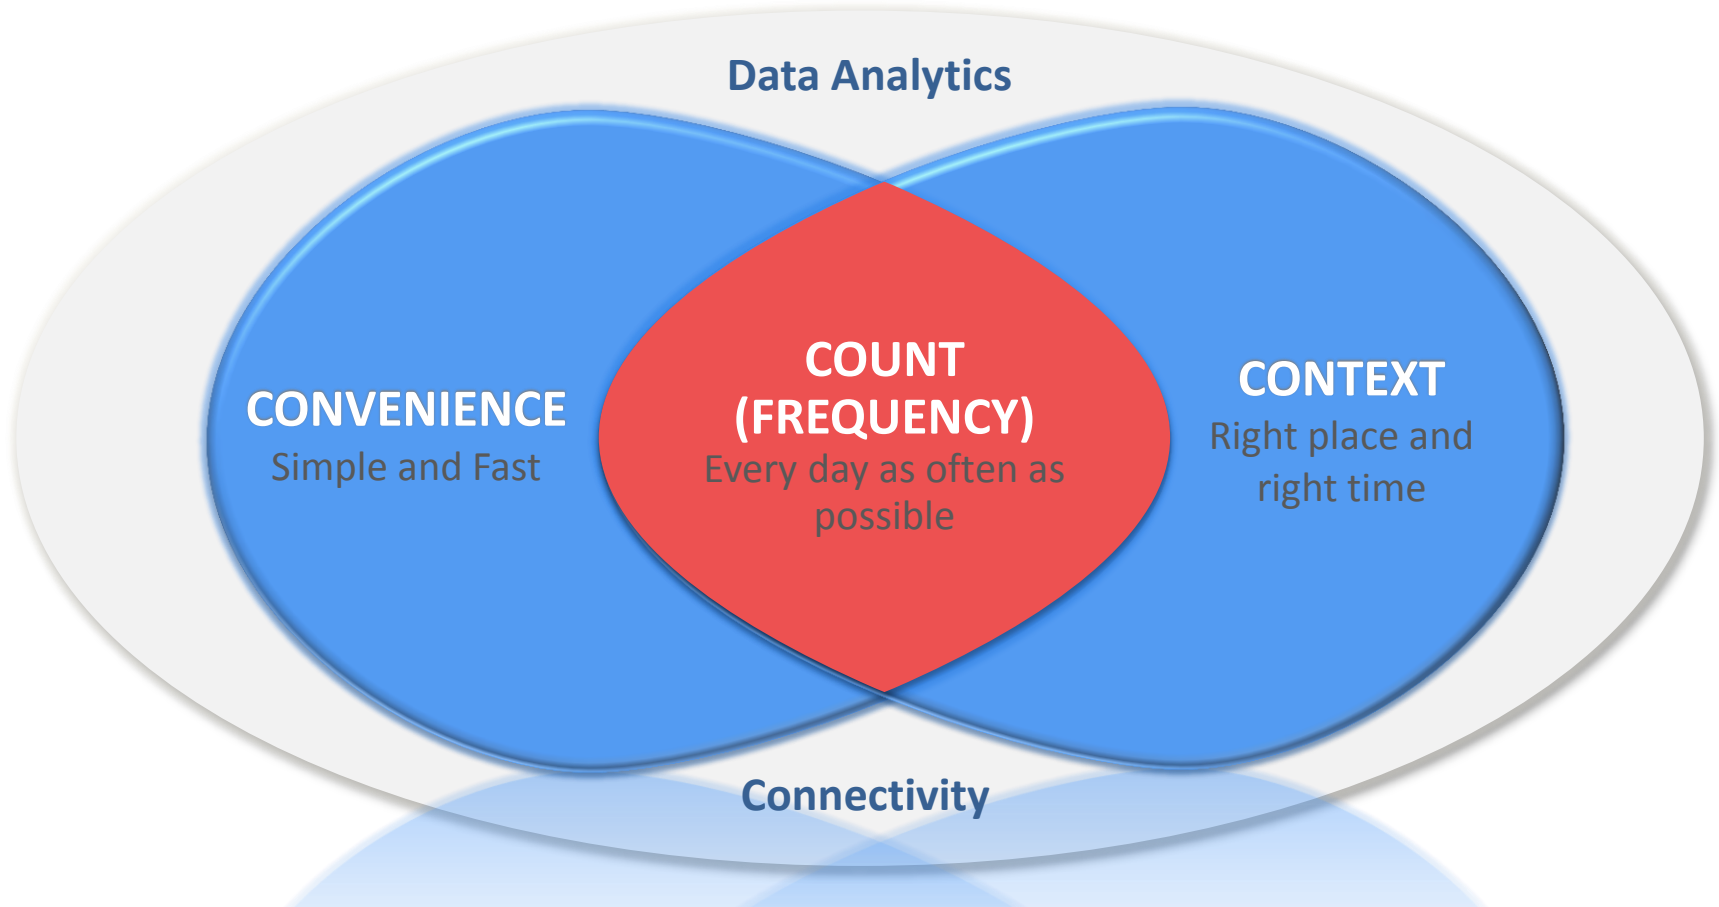 Data Analytics
CONVENIENCE
Simple and Fast
COUNT
(FREQUENCY)
Every day as often as
possible
CONTEXT
Right place and
right time
Connectivity